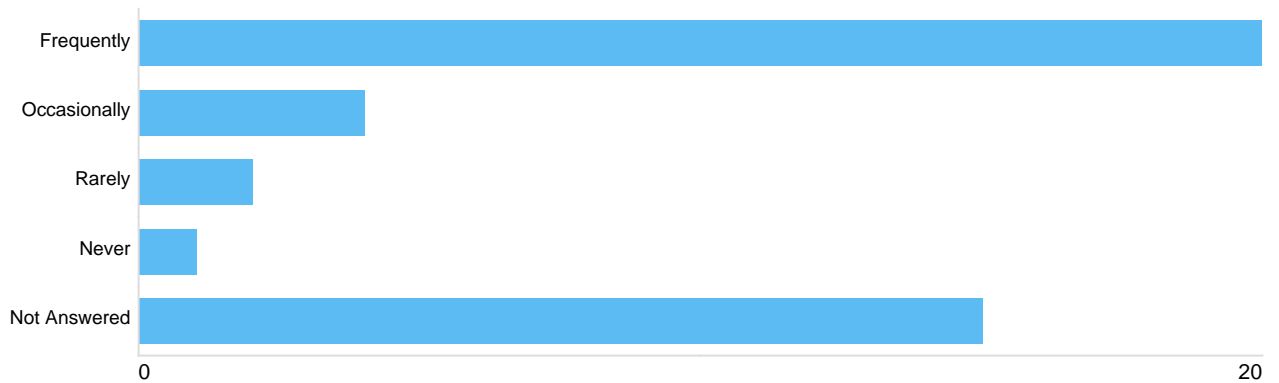 Frequently
Occasionally
Rarely
Never
Not Answered
0 20